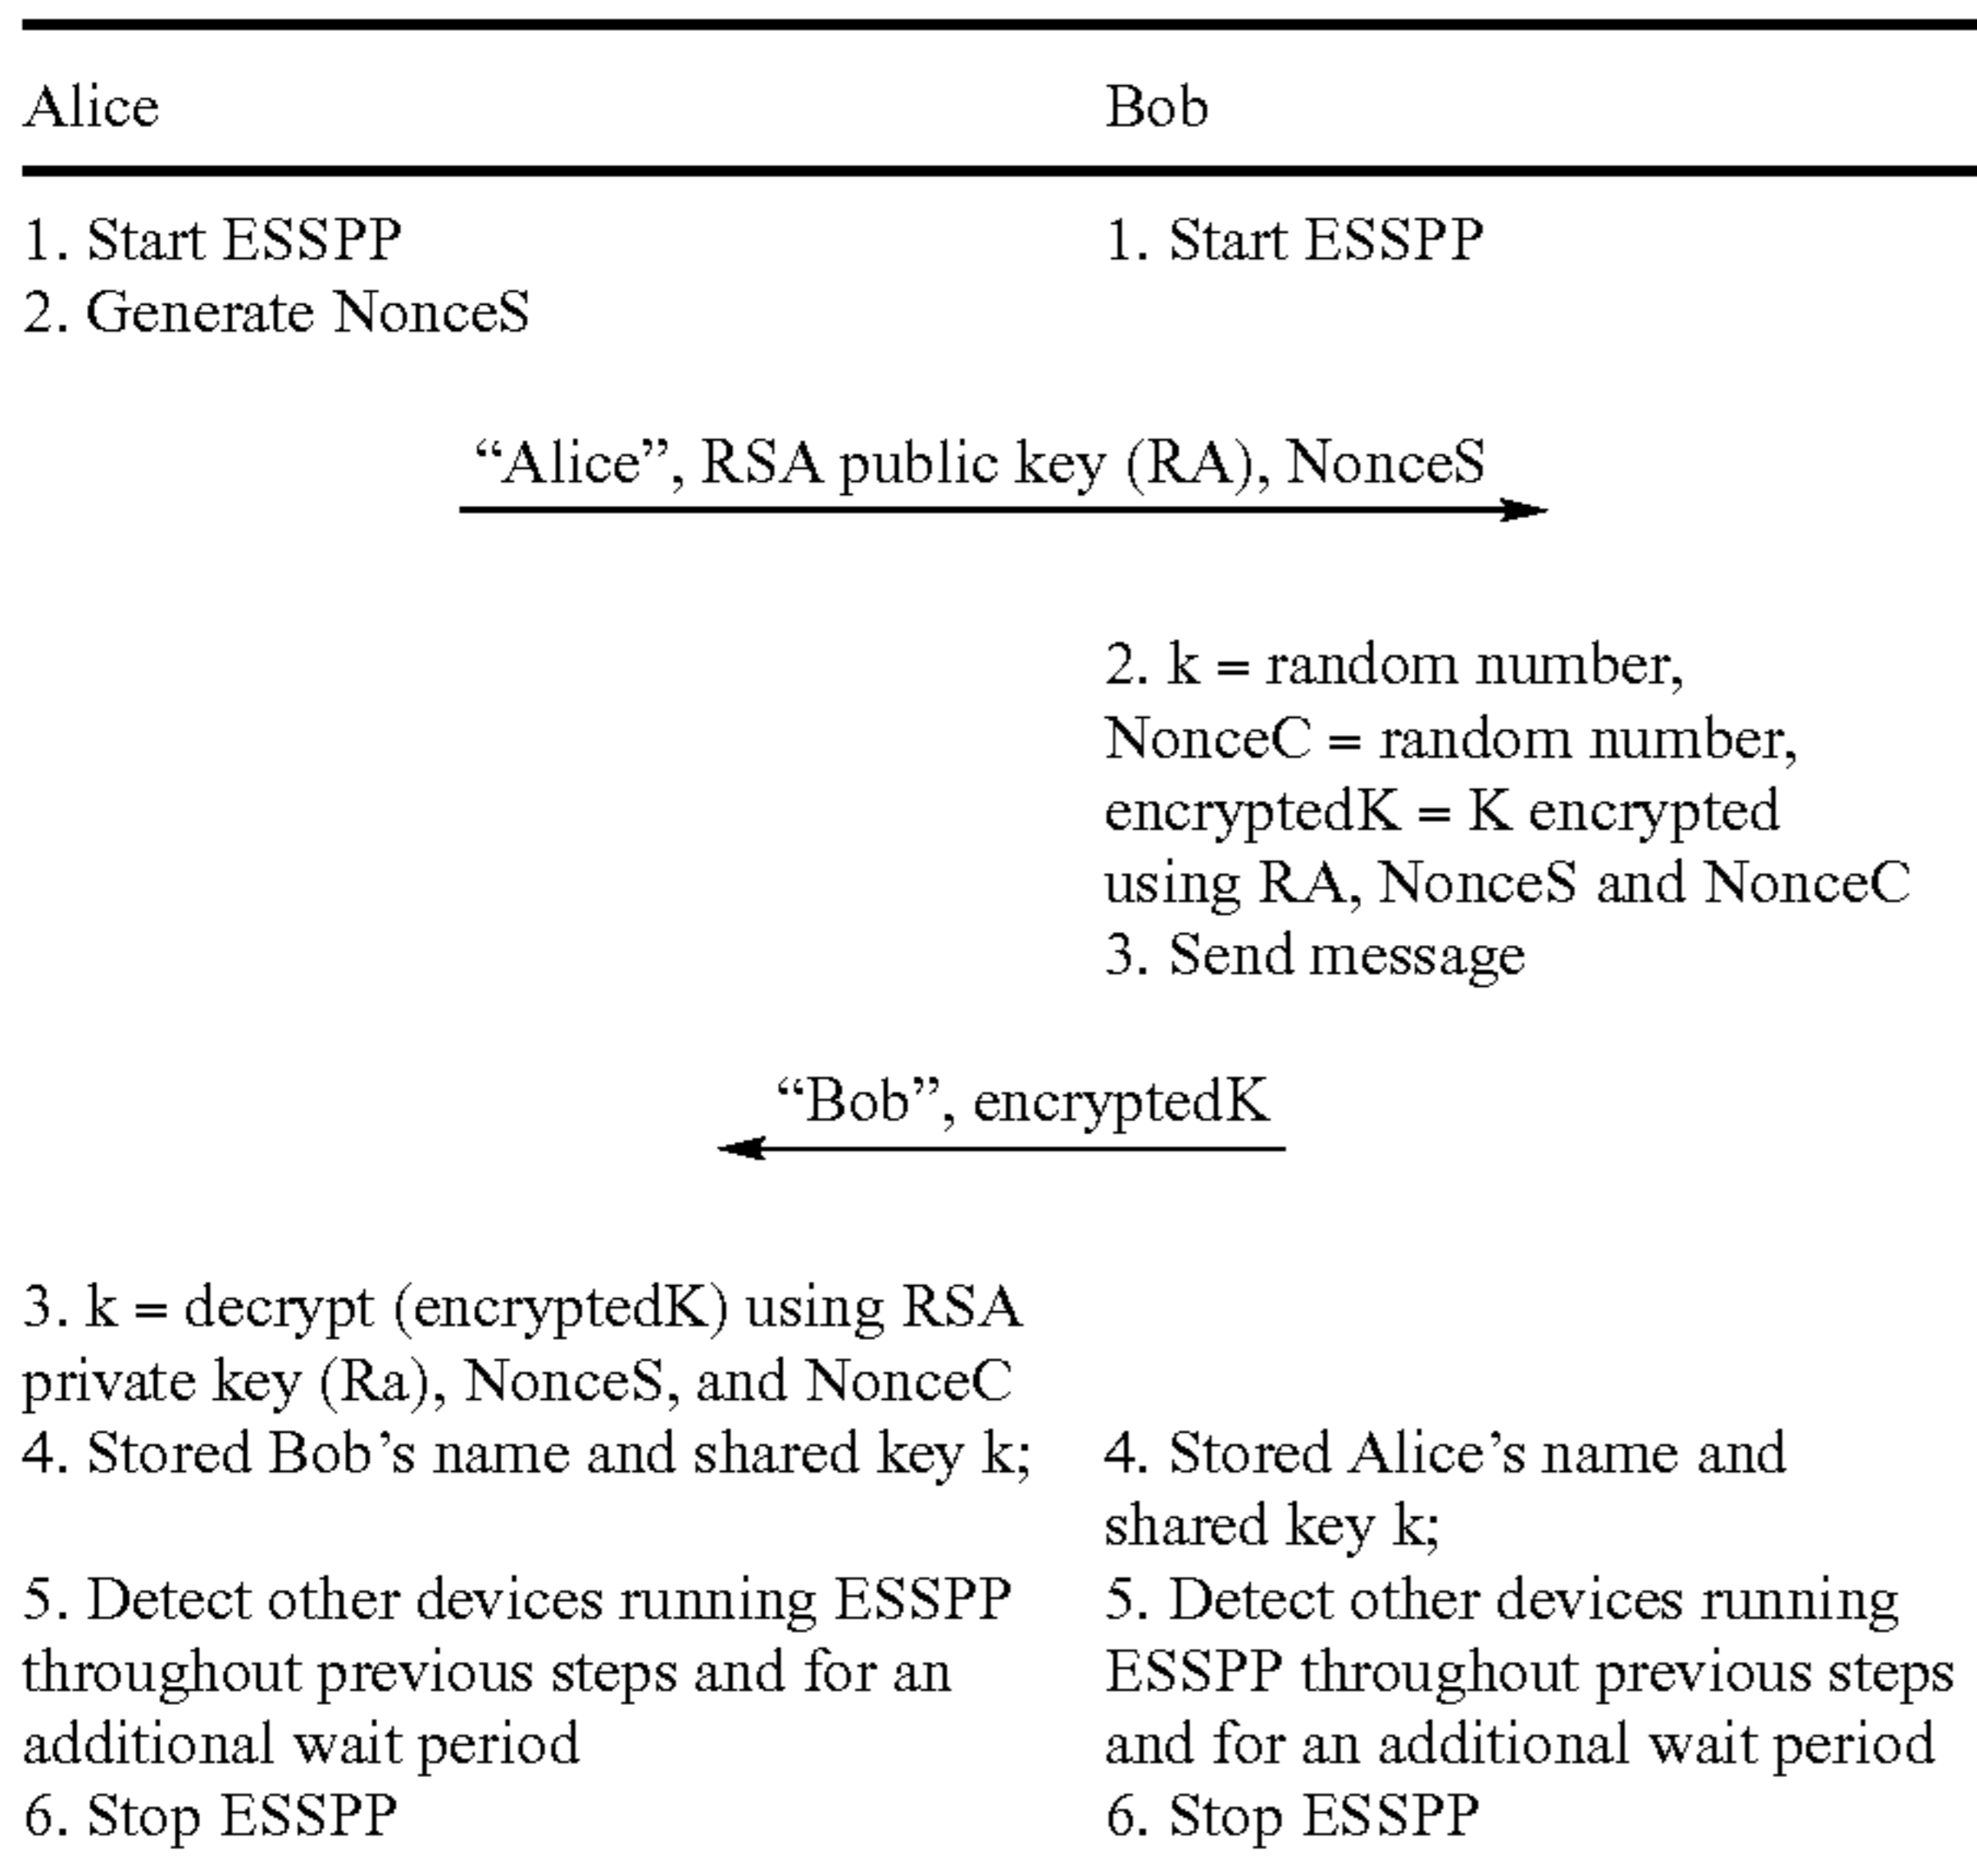 Alice Bob
1. Start ESSPP 1. Start ESSPP
2. Generate NonceS
“Alice”, RSA public key (RA), NonceS
2. k = random number,
NonceC = random number,
encryptedK = K encrypted
using RA, NonceS and NonceC
3. Send message
“Bob”, encryptedK
3. k = decrypt (encryptedK) using RSA
private key (Ra), NonceS, and NonceC
4. Stored Bob’s name and shared key k; 4. Stored Alice’s name and
shared key k;
5. Detect other devices running ESSPP 5. Detect other devices running
throughout previous steps and for an ESSPP throughout previous steps
additional wait period and for an additional wait period
6. Stop ESSPP 6. Stop ESSPP